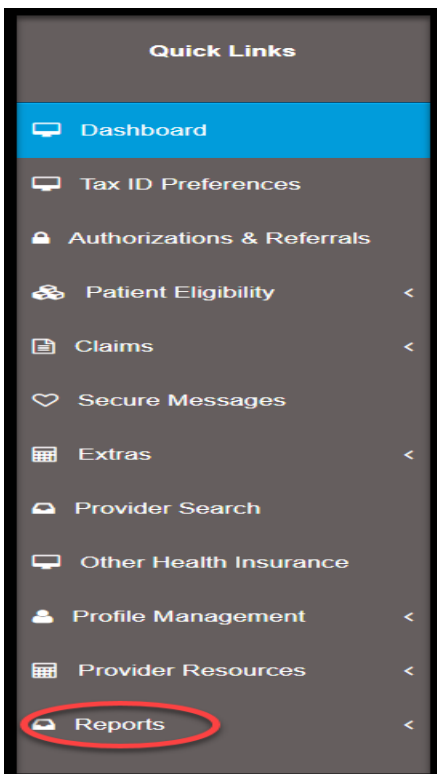 Quick Links
Dashboard
Tax ID Preferences
Authorizations & Referrals
Patient Eligibility <
Claims <
Secure Messages
Extras <
Provider Search
Other Health Insurance
Profile Management <
Provider Resources <
Reports <